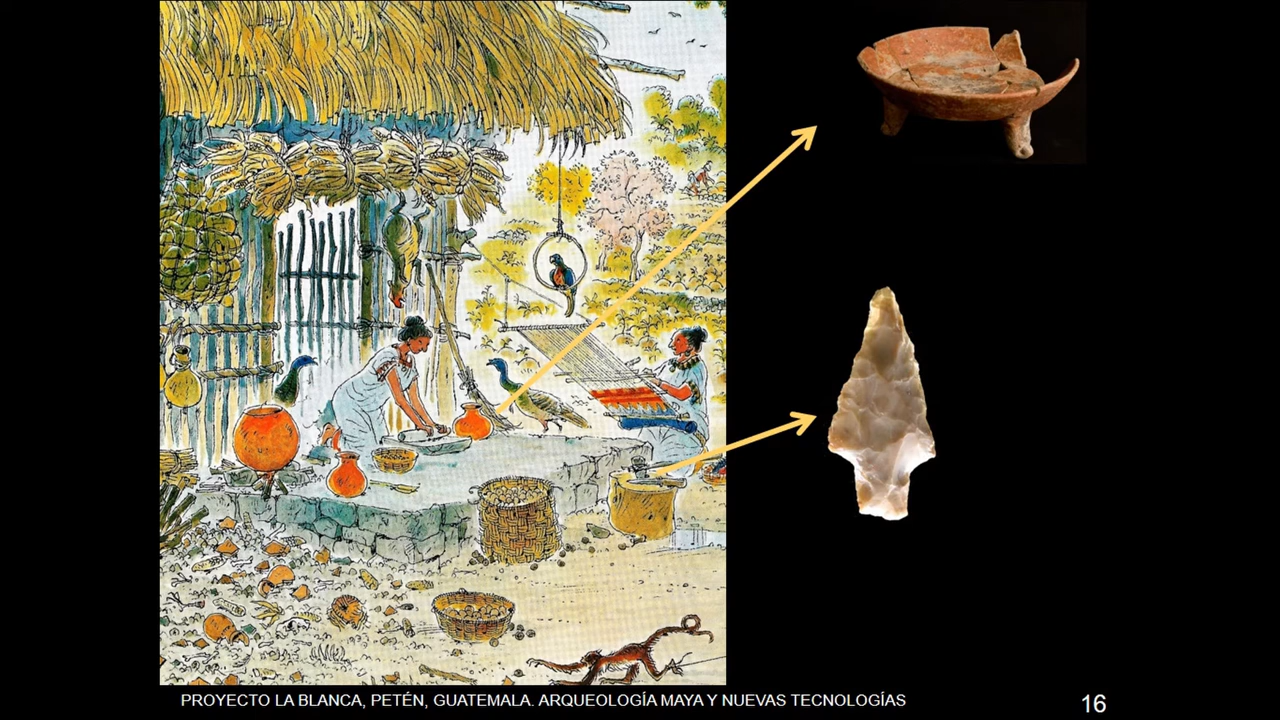 PROYECTO LA BLANCA, PETÉN, GUATEMALA. ARQUEOLOGÍA MAYA Y NUEVAS TECNOLOGÍAS
16